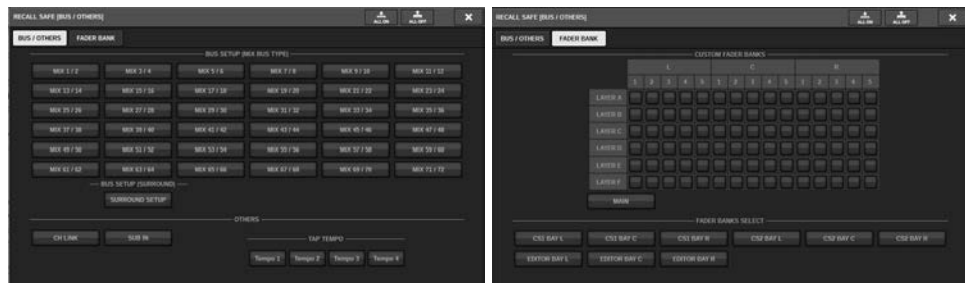 RECALL SAFE [BUS / OTHERS]
ALL ON
ALL OFF
BUS / OTHERS
FADER BANK
BUS SETUP (MIX BUS TYPE)
MIX 1 / 2 MIX 3 / 4 MIX 5 / 6 MIX 7 / 8 MIX 9 / 10 MIX 11 / 12
MIX 13 / 14 MIX 15 / 16 MIX 17 / 18 MIX 19 / 20 MIX 21 / 22 MIX 23 / 24
MIX 25 / 26 MIX 27 / 28 MIX 29 / 30 MIX 31 / 32 MIX 33 / 34 MIX 35 / 36
MIX 37 / 38 MIX 39 / 40 MIX 41 / 42 MIX 43 / 44 MIX 45 / 46 MIX 47 / 48
MIX 49 / 50 MIX 51 / 52 MIX 53 / 54 MIX 55 / 56 MIX 57 / 58 MIX 59 / 60
MIX 61 / 62 MIX 63 / 64 MIX 65 / 66 MIX 67 / 68 MIX 69 / 70 MIX 71 / 72
BUS SETUP (SURROUND)
SURROUND SETUP
OTHERS
CH LINK SUB IN
TAP TEMPO
Tempo 1 Tempo 2 Tempo 3 Tempo 4
RECALL SAFE [BUS / OTHERS]
ALL ON
ALL OFF
BUS / OTHERS
FADER BANK
CUSTOM FADER BANKS
L C R
1 2 3 4 5 1 2 3 4 5 1 2 3 4 5
LAYER A
LAYER B
LAYER C
LAYER D
LAYER E
LAYER F
MAIN
FADER BANKS SELECT
CS1 BAY L CS1 BAY C CS1 BAY R CS2 BAY L CS2 BAY C CS2 BAY R
EDITOR BAY L EDITOR BAY C EDITOR BAY R